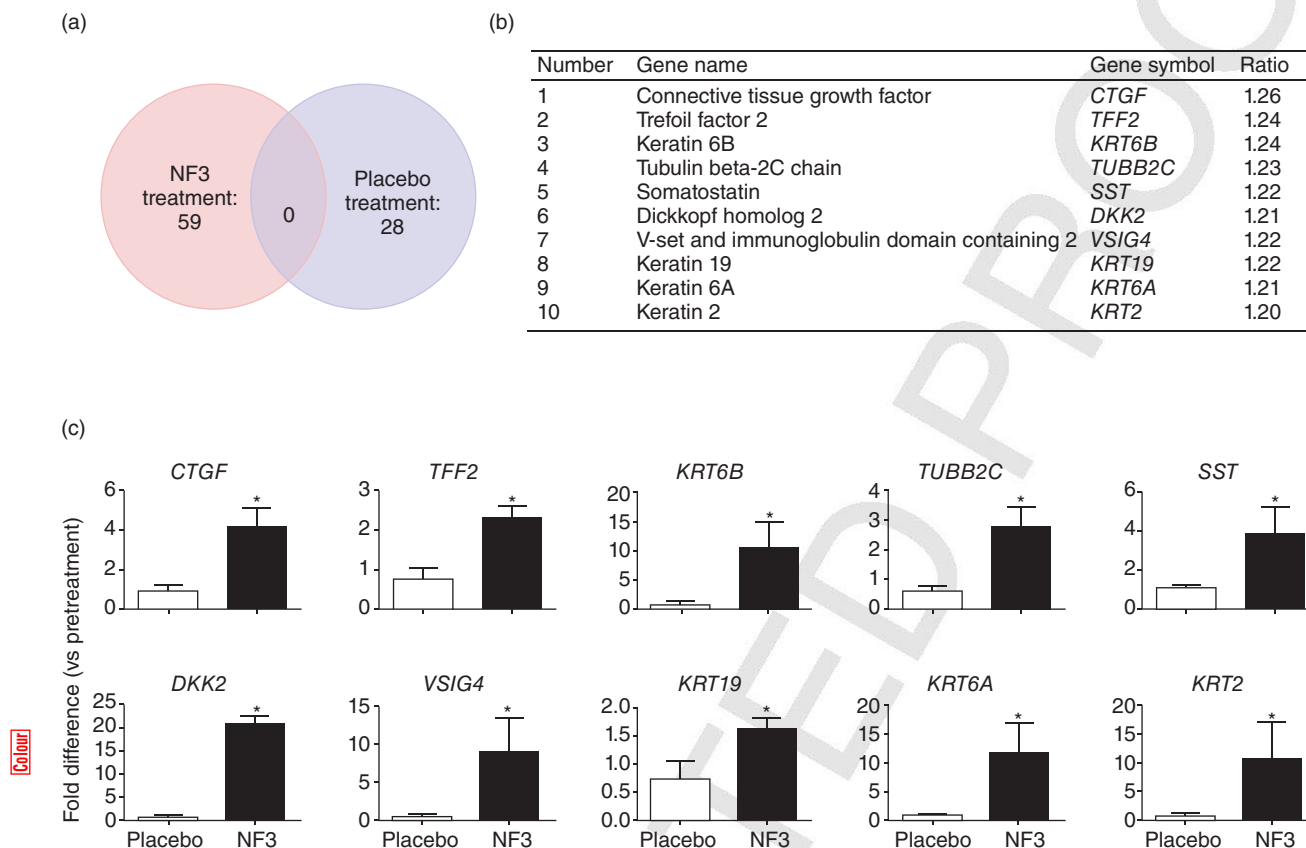 (a)
NF3
treatment:
59
0
Placebo
treatment:
28
(b)
Number Gene name Gene symbol Ratio
1 Connective tissue growth factor CTGF 1.26
2 Trefoil factor 2 TFF2 1.24
3 Keratin 6B KRT6B 1.24
4 Tubulin beta-2C chain TUBB2C 1.23
5 Somatostatin SST 1.22
6 Dickkopf homolog 2 DKK2 1.21
7 V-set and immunoglobulin domain containing 2 VSIG4 1.22
8 Keratin 19 KRT19 1.22
9 Keratin 6A KRT6A 1.21
10 Keratin 2 KRT2 1.20
(c)
Fold difference (vs pretreatment)
CTGF
6
4
2
0
*
TFF2
3
2
1
0
*
KRT6B
20
15
10
5
0
*
TUBB2C
4
3
2
1
0
*
SST
6
4
2
0
*
DKK2
25
20
15
10
5
0
*
Placebo NF3
VSIG4
15
10
5
0
*
Placebo NF3
KRT19
2.0
1.5
1.0
0.5
0.0
*
Placebo NF3
KRT6A
20
15
10
5
0
*
Placebo NF3
KRT2
20
15
10
5
0
*
Placebo NF3
Colour
TED PROO